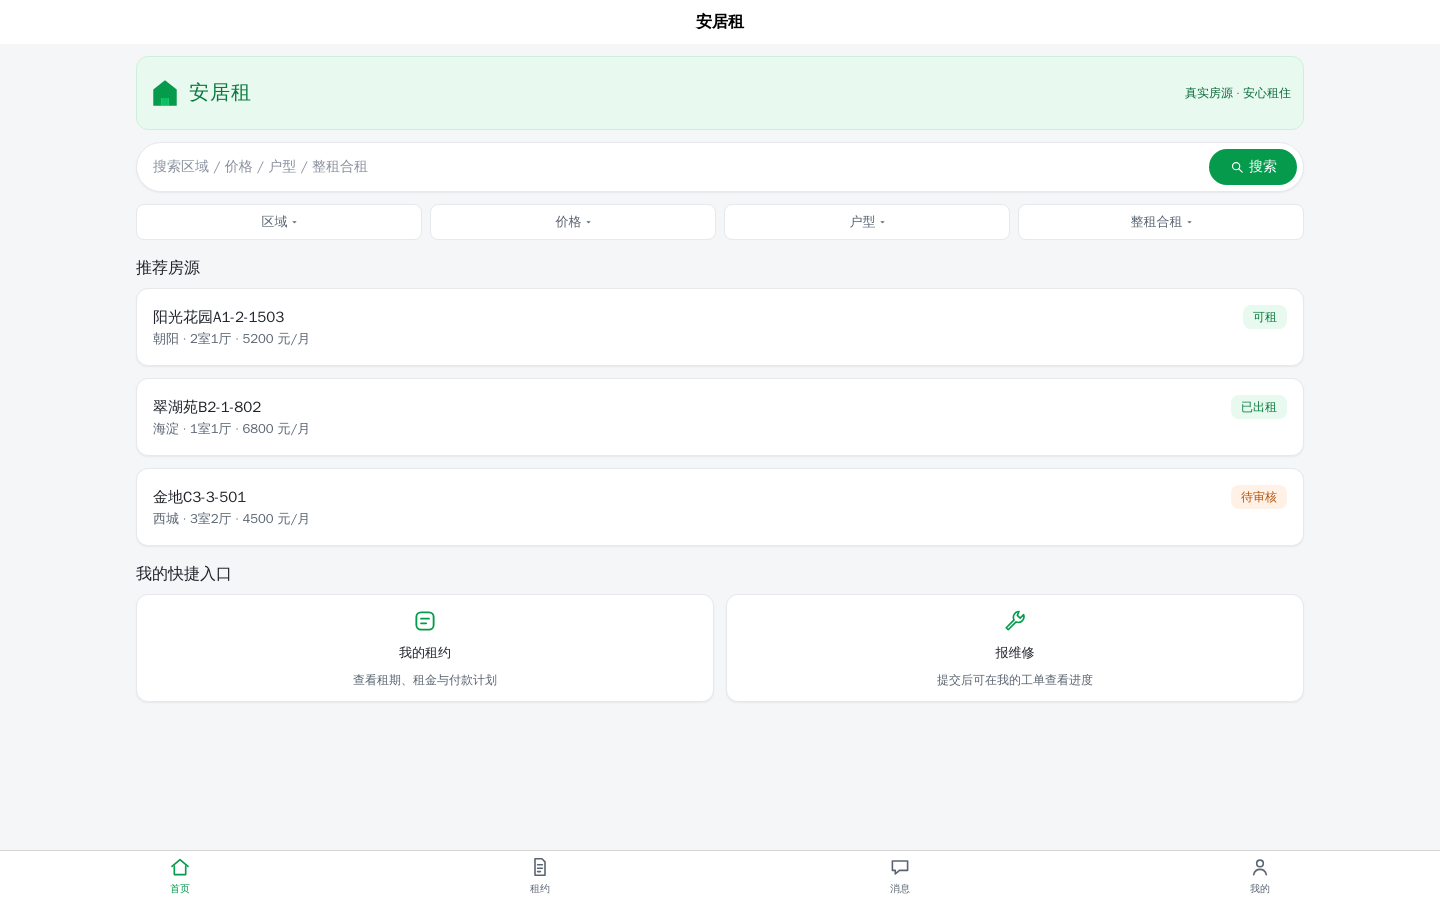 安居租
安居租
真实房源 · 安心租住
搜索区域 / 价格 / 户型 / 整租合租
搜索
区域
价格
户型
整租合租
推荐房源
阳光花园A1-2-1503
可租
朝阳 · 2室1厅 · 5200 元/月
翠湖苑B2-1-802
已出租
海淀 · 1室1厅 · 6800 元/月
金地C3-3-501
待审核
西城 · 3室2厅 · 4500 元/月
我的快捷入口
我的租约
查看租期、租金与付款计划
报维修
提交后可在我的工单查看进度
首页
租约
消息
我的